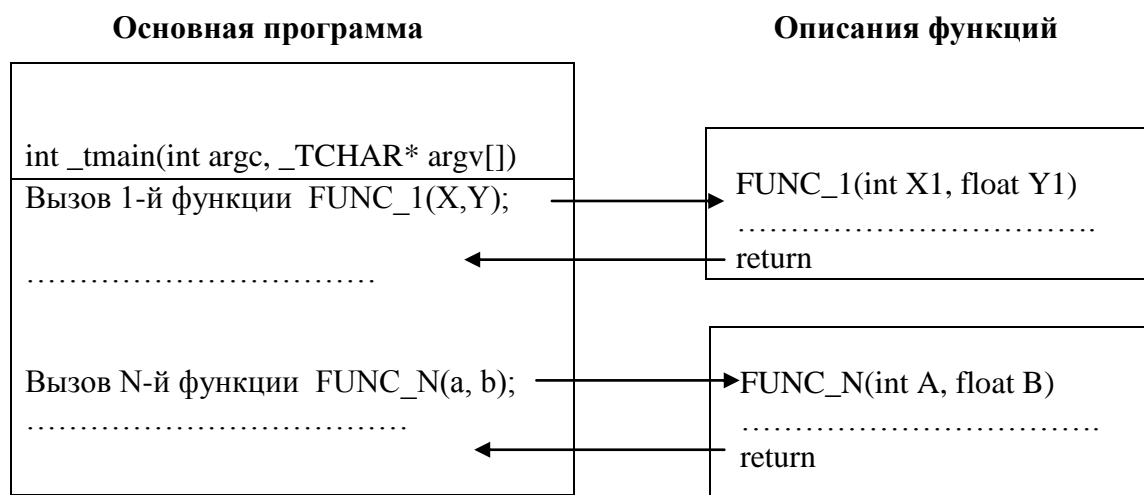 Основная программа
Описания функций
int _tmain(int argc, _TCHAR* argv[])
Вызов 1-й функции FUNC_1(X,Y);
……………………………
Вызов N-й функции FUNC_N(a, b);
………………………………
FUNC_1(int X1, float Y1)
…………………………….
return
FUNC_N(int A, float B)
…………………………….
return